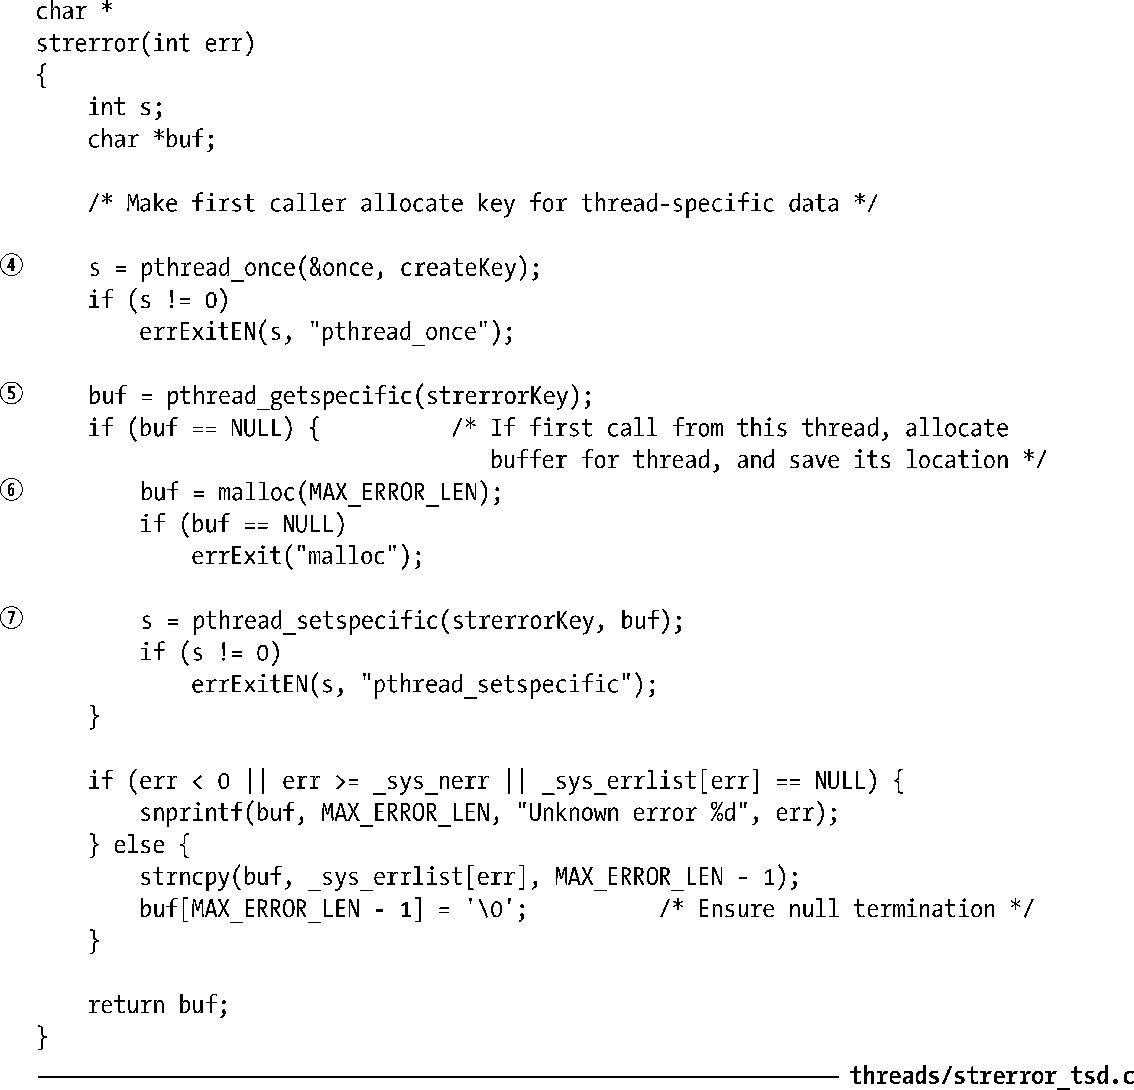 char *
strerror(int err)
{
    int s;
    char *buf;

    /* Make first caller allocate key for thread-specific data */

④    s = pthread_once(&once, createKey);
    if (s != 0)
        errExitEN(s, "pthread_once");

⑤    buf = pthread_getspecific(strerrorKey);
    if (buf == NULL) {          /* If first call from this thread, allocate
                                   buffer for thread, and save its location */
⑥        buf = malloc(MAX_ERROR_LEN);
        if (buf == NULL)
            errExit("malloc");

⑦        s = pthread_setspecific(strerrorKey, buf);
        if (s != 0)
            errExitEN(s, "pthread_setspecific");
    }

    if (err < 0 || err >= _sys_nerr || _sys_errlist[err] == NULL) {
        snprintf(buf, MAX_ERROR_LEN, "Unknown error %d", err);
    } else {
        strncpy(buf, _sys_errlist[err], MAX_ERROR_LEN - 1);
        buf[MAX_ERROR_LEN - 1] = '\0';          /* Ensure null termination */
    }

    return buf;
}
threads/strerror_tsd.c